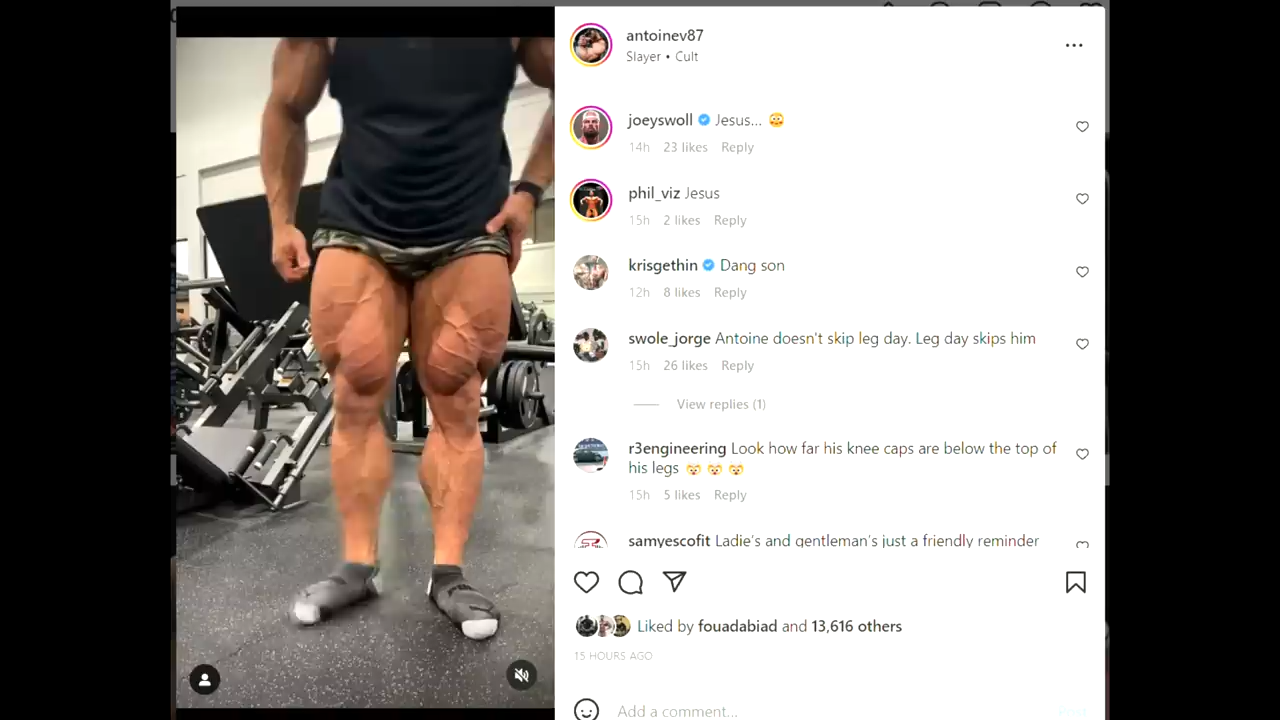 antoinev87
Slayer • Cult
joeyswoll Jesus... 😳
14h 23 likes Reply
phil_viz Jesus
15h 2 likes Reply
krisgethin Dang son
12h 8 likes Reply
swole_jorge Antoine doesn't skip leg day. Leg day skips him
15h 26 likes Reply
View replies (1)
r3engineering Look how far his knee caps are below the top of
his legs 🤡 🤡 🤡
15h 5 likes Reply
samyescofit Ladie's and gentleman's just a friendly reminder
Liked by fouadabiad and 13,616 others
15 HOURS AGO
Add a comment...